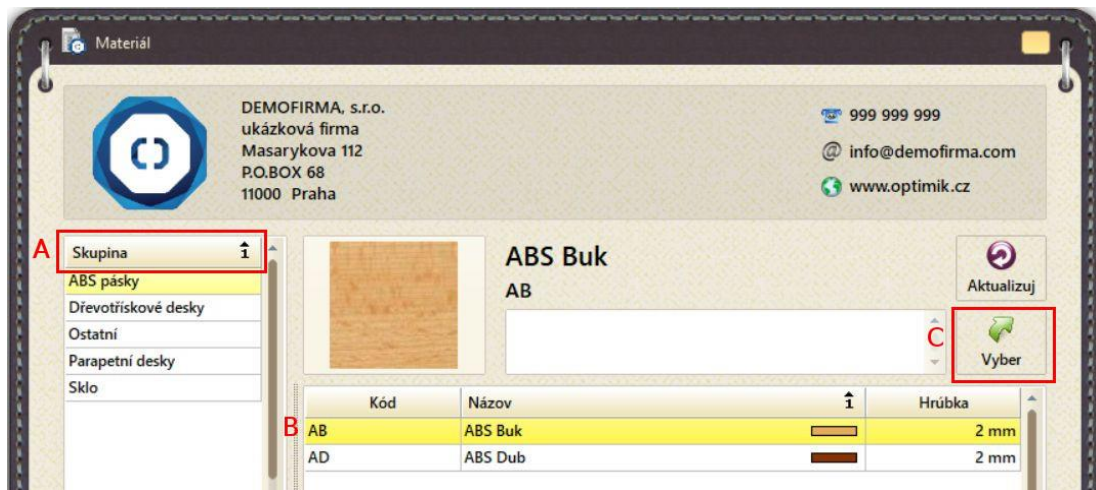 Materiál
DEMOFIRMA, s.r.o.
ukázková firma
Masarykova 112
P.O.BOX 68
11000 Praha
999 999 999
@ info@demofirma.com
www.optimik.cz
A
Skupina 1
ABS pásky
Dřevotřískové desky
Ostatní
Parapetní desky
Sklo
ABS Buk
AB
Aktualizuj
C
Vyber
Kód Názov 1 Hrúbka
B
AB ABS Buk 2 mm
AD ABS Dub 2 mm